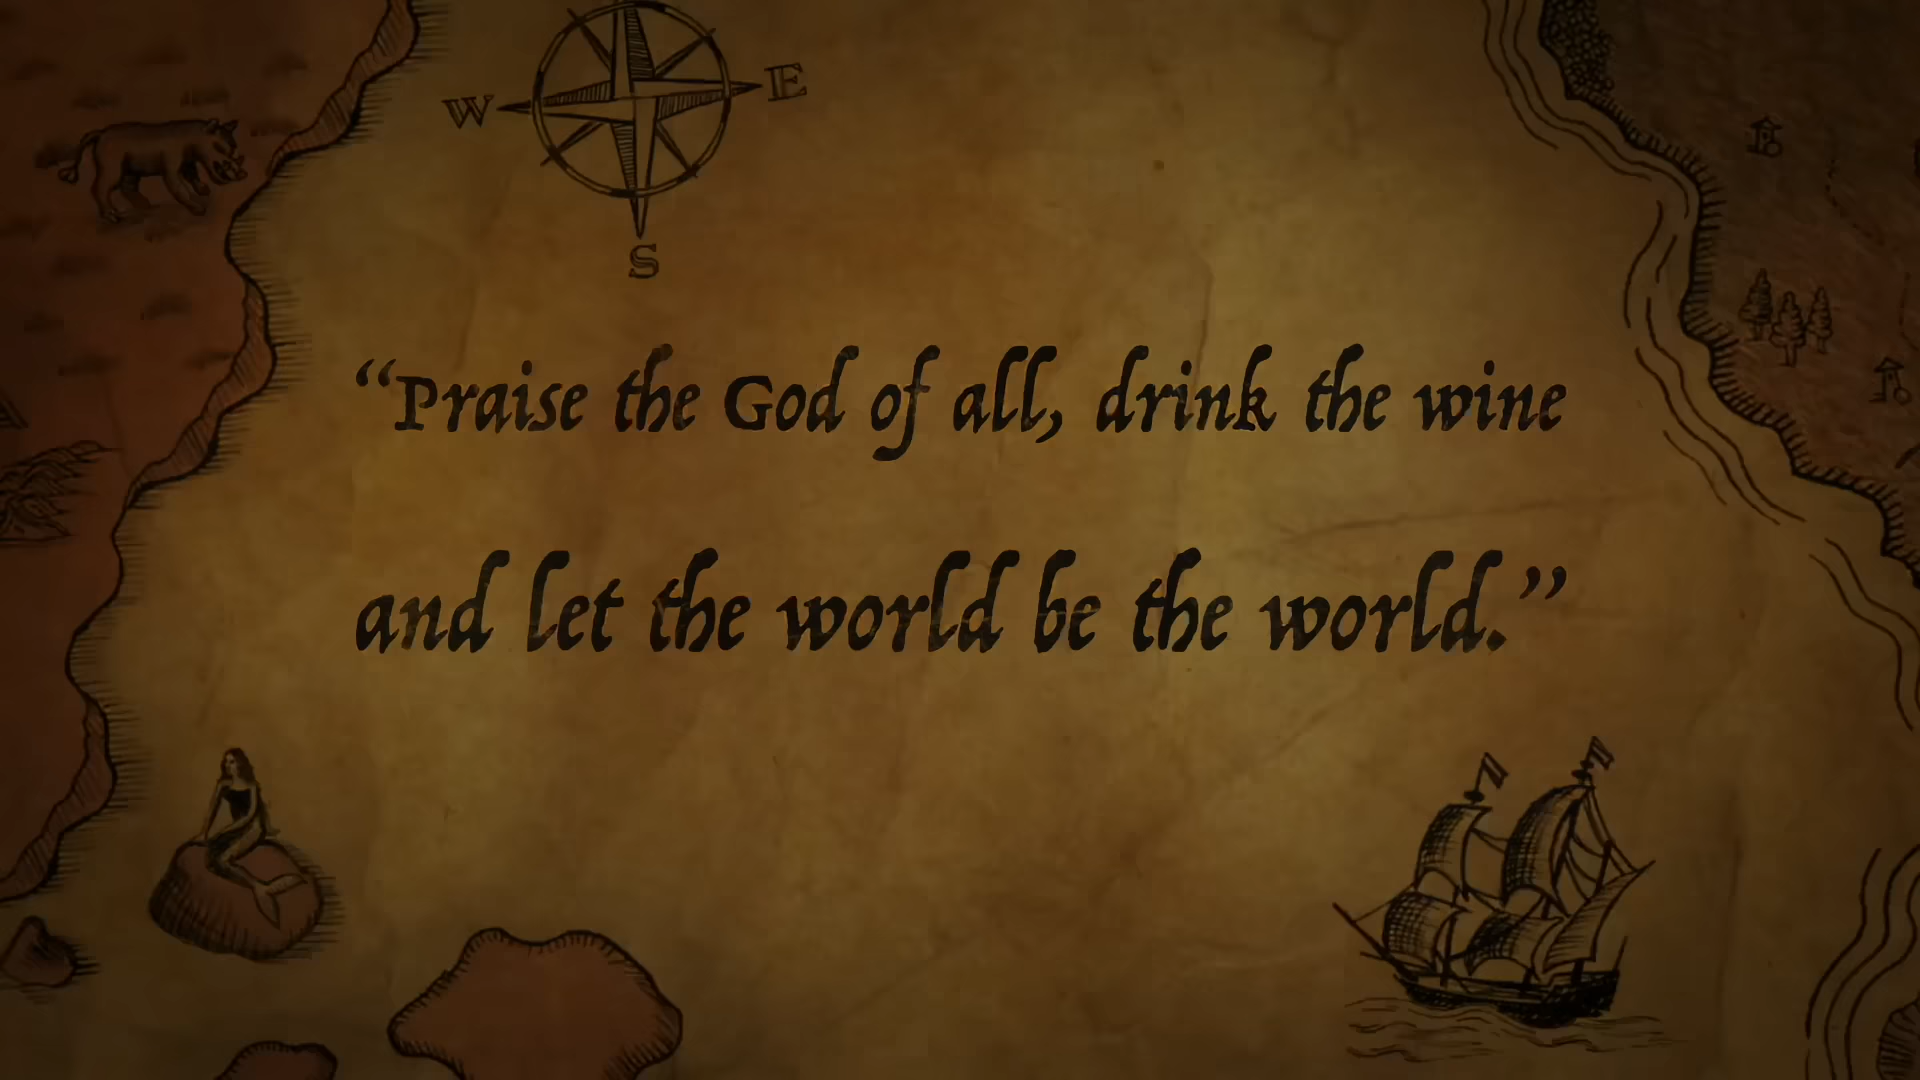 W E
S
“Praise the God of all, drink the wine
and let the world be the world.”